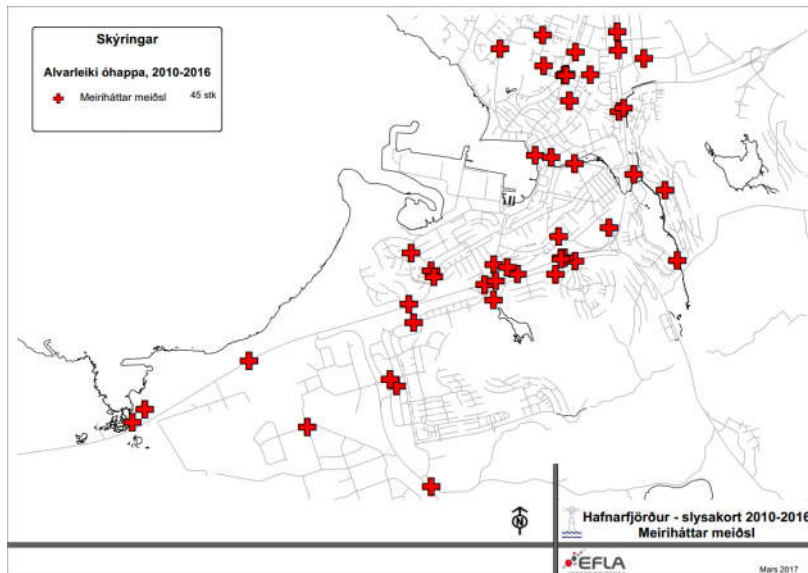 Skýringar
Alvarleiki óhappa, 2010-2016
Meiriháttar meiðsl 45 stk
N
Hafnarfjörður - slysakort 2010-2016
Meiriháttar meiðsl
EFLA
Mars 2017